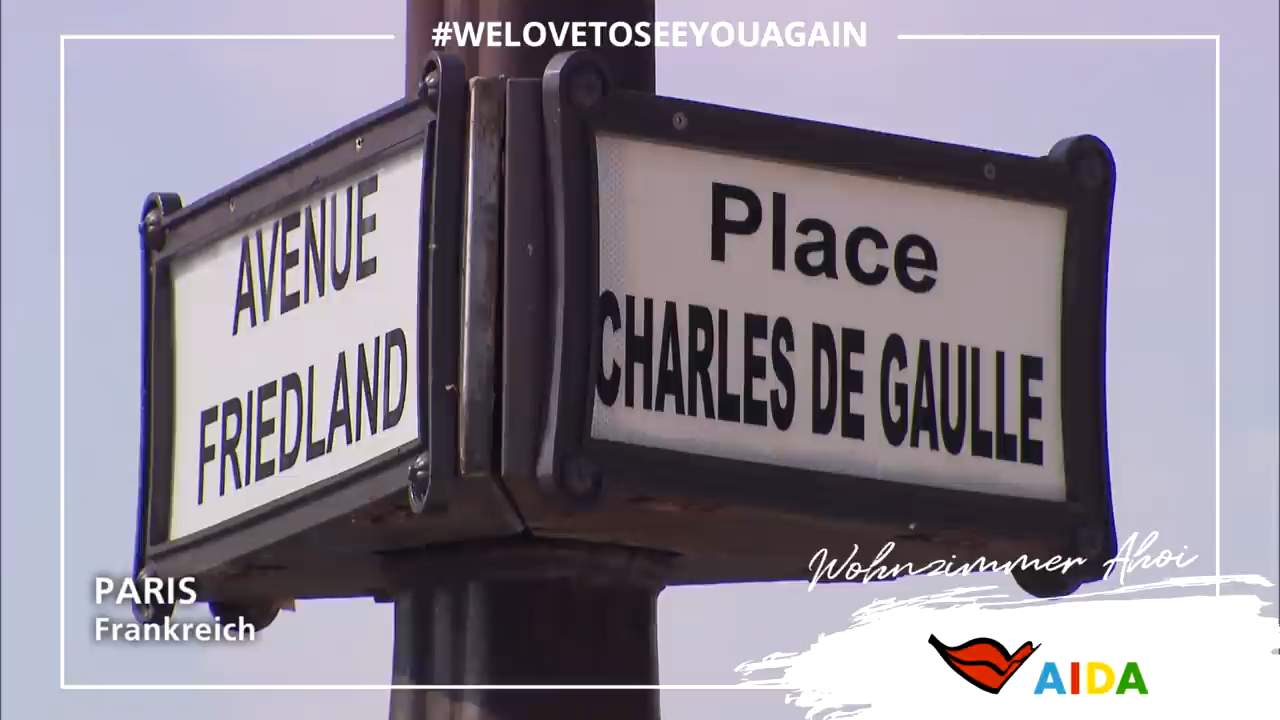 #WELOVETOSEEYOUAGAIN
AVENUE
FRIEDLAND
Place
CHARLES DE GAULLE
Wohnzimmer Ahoi
PARIS
Frankreich
AIDA